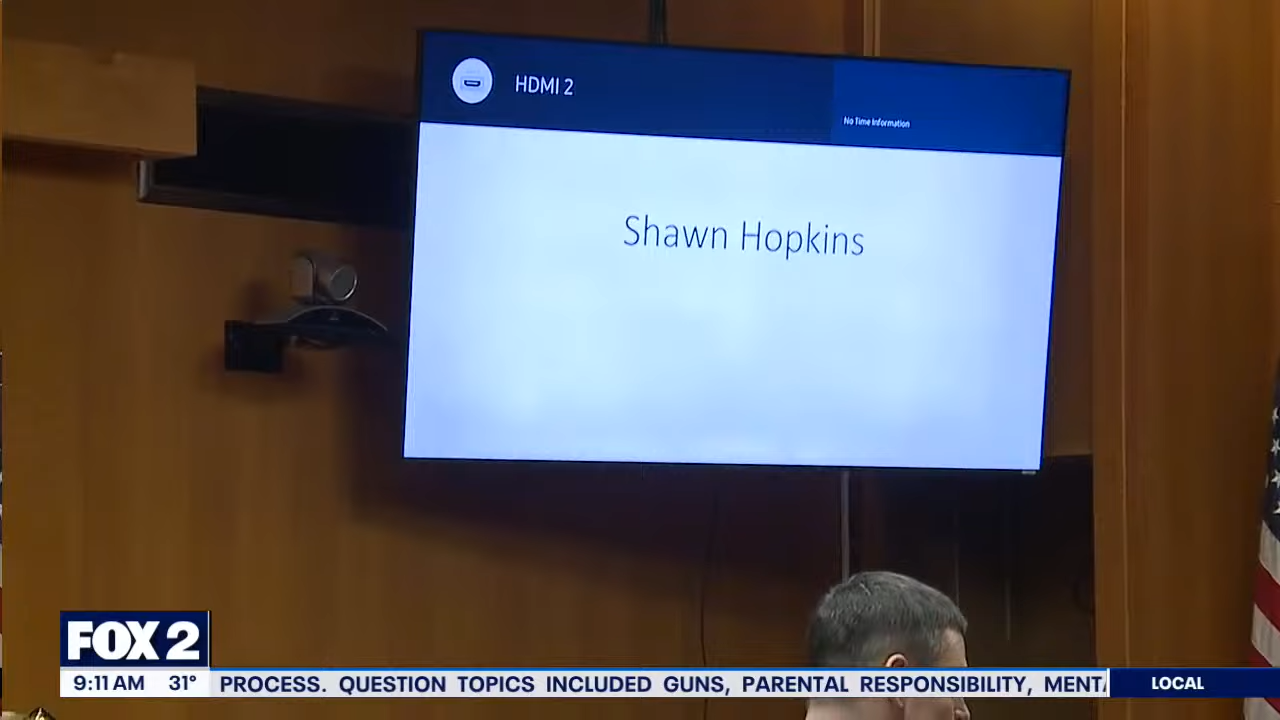 HDMI 2
No Time Information
Shawn Hopkins
FOX 2
9:11 AM 31° PROCESS. QUESTION TOPICS INCLUDED GUNS, PARENTAL RESPONSIBILITY, MENT
LOCAL